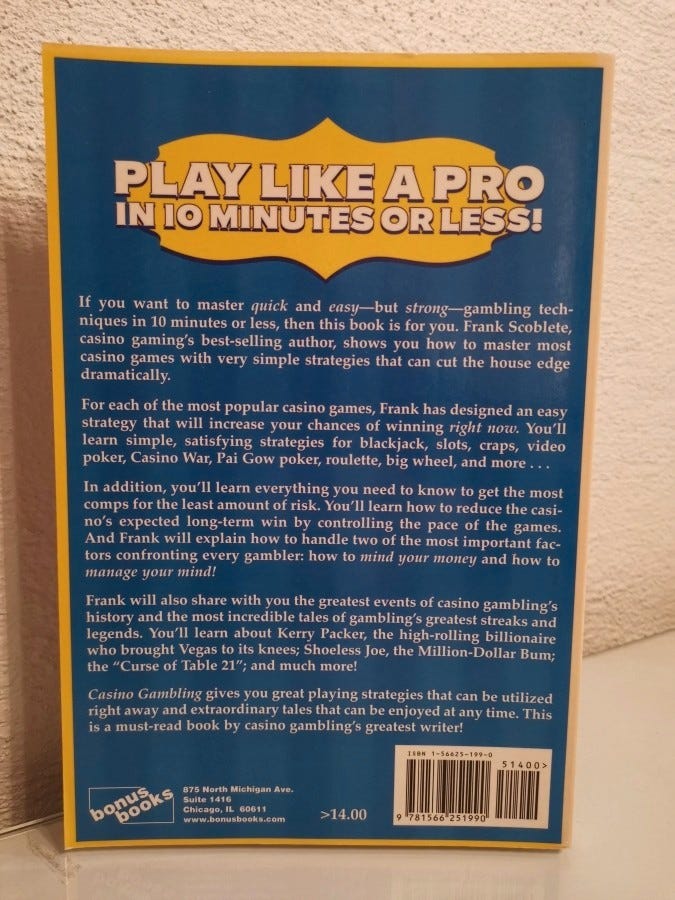 PLAY LIKE A PRO
IN 10 MINUTES OR LESS!
If you want to master quick and easy—but strong—gambling tech-
niques in 10 minutes or less, then this book is for you. Frank Scoblete,
casino gaming's best-selling author, shows you how to master most
casino games with very simple strategies that can cut the house edge
dramatically.
For each of the most popular casino games, Frank has designed an easy
strategy that will increase your chances of winning right now. You'll
learn simple, satisfying strategies for blackjack, slots, craps, video
poker, Casino War, Pai Gow poker, roulette, big wheel, and more . . .
In addition, you'll learn everything you need to know to get the most
comps for the least amount of risk. You'll learn how to reduce the casi-
no's expected long-term win by controlling the pace of the games.
And Frank will explain how to handle two of the most important fac-
tors confronting every gambler: how to mind your money and how to
manage your mind!
Frank will also share with you the greatest events of casino gambling's
history and the most incredible tales of gambling's greatest streaks and
legends. You'll learn about Kerry Packer, the high-rolling billionaire
who brought Vegas to its knees; Shoeless Joe, the Million-Dollar Bum;
the "Curse of Table 21"; and much more!
Casino Gambling gives you great playing strategies that can be utilized
right away and extraordinary tales that can be enjoyed at any time. This
is a must-read book by casino gambling's greatest writer!
bonus
books
875 North Michigan Ave.
Suite 1416
Chicago, IL 60611
www.bonusbooks.com
>14.00
ISBN 1-56625-199-0
51400>
9 781566 251990